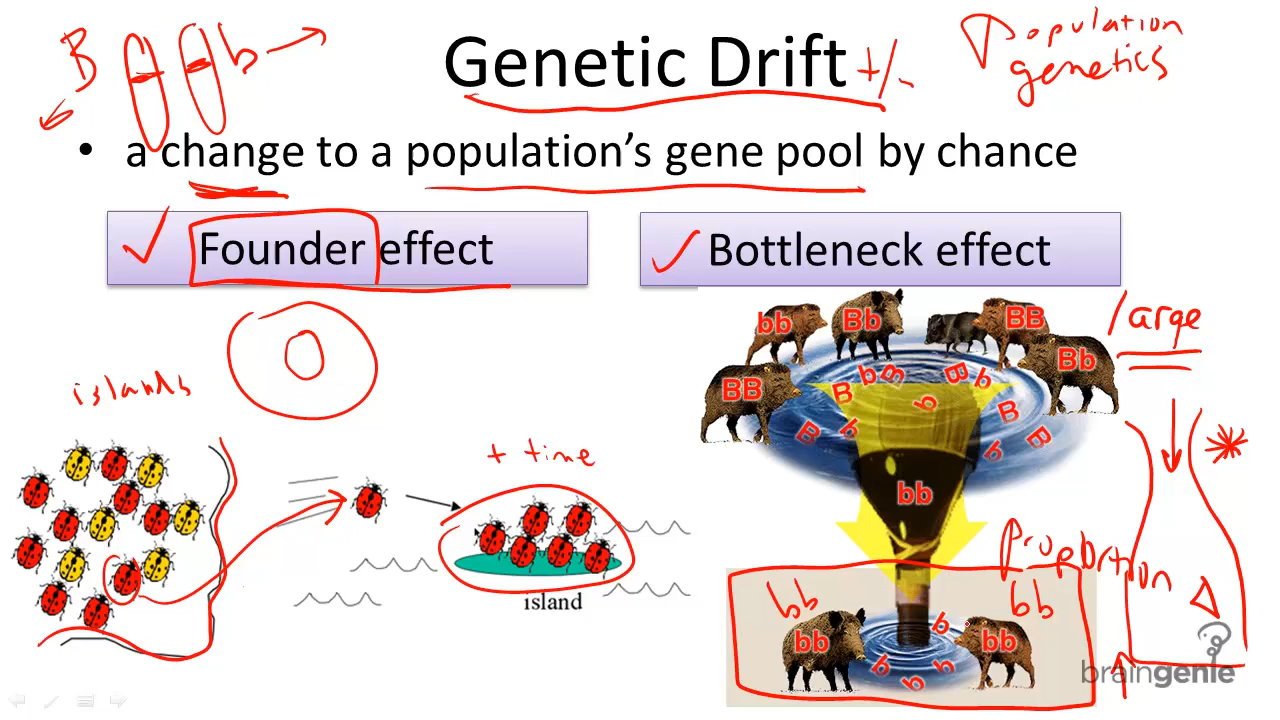 B b
Genetic Drift +/-
Population
genetics
• a change to a population's gene pool by chance
Founder effect
Bottleneck effect
islands
+ time
island
large
bb Bb BB
BB Bb
B b B B b
b B
B b b B
bb
Proportion
bb bb
bb bb
b b
b b b
braingenie